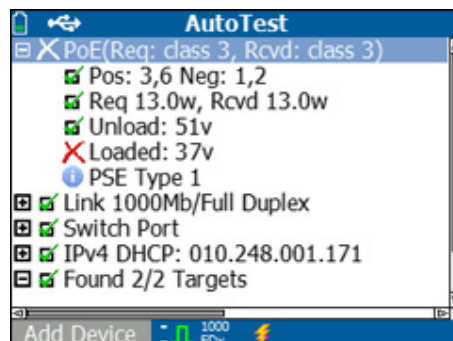 AutoTest
PoE(Req: class 3, Rcvd: class 3)
Pos: 3,6 Neg: 1,2
Req 13.0w, Rcvd 13.0w
Unload: 51v
Loaded: 37v
PSE Type 1
Link 1000Mb/Full Duplex
Switch Port
IPv4 DHCP: 010.248.001.171
Found 2/2 Targets
Add Device 1000